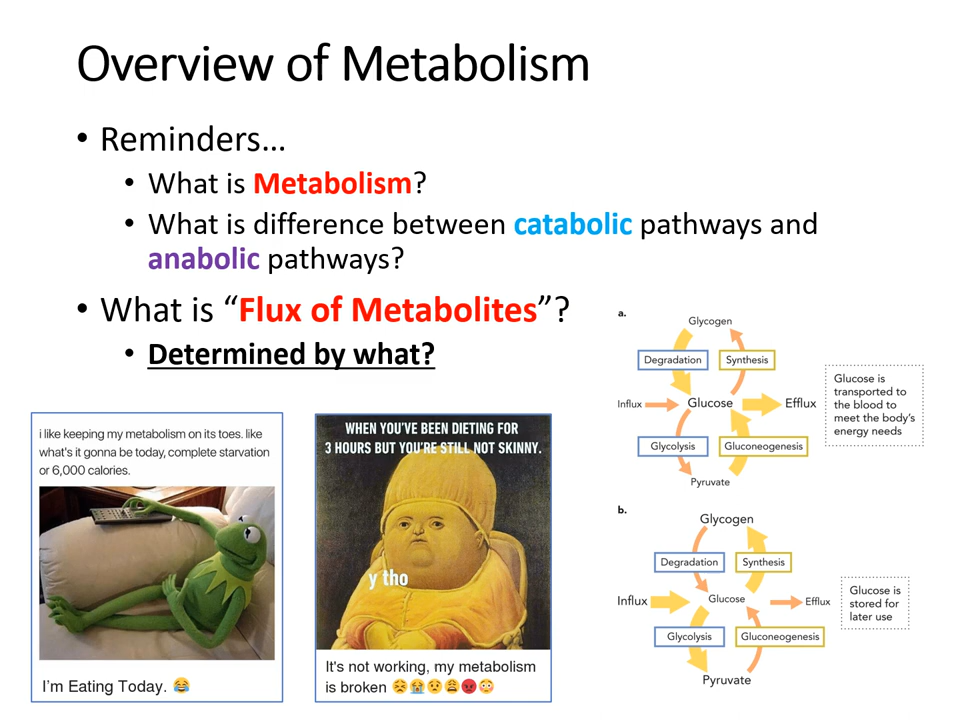 Overview of Metabolism
• Reminders…
• What is Metabolism?
• What is difference between catabolic pathways and
anabolic pathways?
• What is “Flux of Metabolites”?
• Determined by what?
i like keeping my metabolism on its toes. like
what's it gonna be today, complete starvation
or 6,000 calories.
I'm Eating Today. 😂
WHEN YOU'VE BEEN DIETING FOR
3 HOURS BUT YOU'RE STILL NOT SKINNY.
y tho
It's not working, my metabolism
is broken 😣😭😟😩😡😳
a.
Glycogen
Degradation
Synthesis
Influx
Glucose
Efflux
Glycolysis
Gluconeogenesis
Pyruvate
Glucose is
transported to
the blood to
meet the body's
energy needs
b.
Glycogen
Degradation
Synthesis
Influx
Glucose
Efflux
Glycolysis
Gluconeogenesis
Pyruvate
Glucose is
stored for
later use